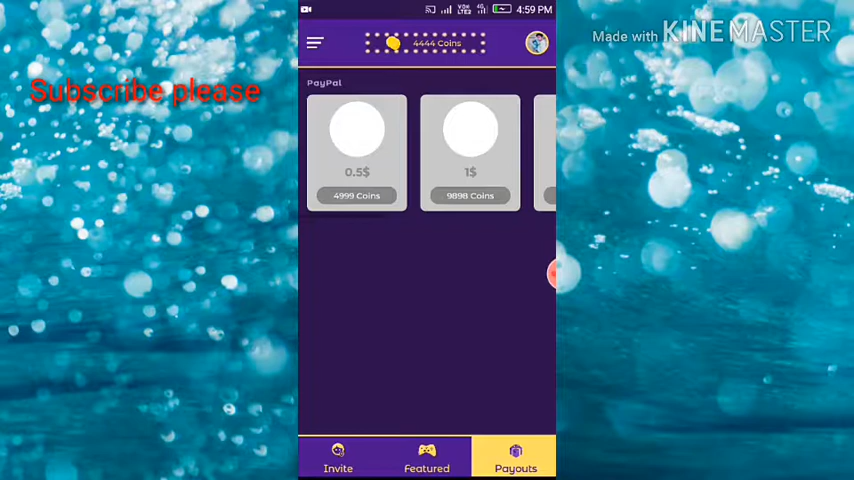 4:59 PM
4444 Coins
Made with KINEMASTER
Subscribe please
PayPal
0.5$
1$
4999 Coins
9898 Coins
Invite
Featured
Payouts